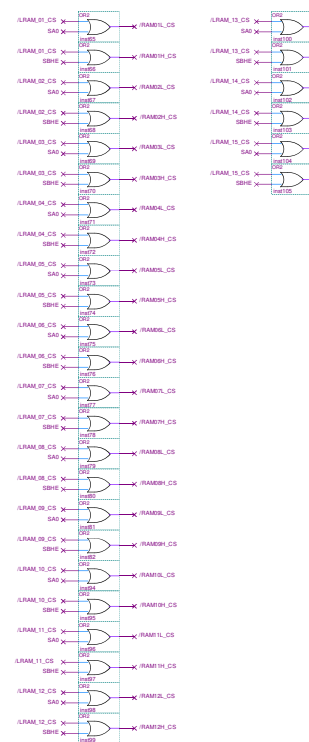 OR2
/LRAM_01_CS
/RAM01L_CS
SA0
inst65
OR2
/LRAM_01_CS
/RAM01H_CS
SBHE
inst66
OR2
/LRAM_02_CS
/RAM02L_CS
SA0
inst67
OR2
/LRAM_02_CS
/RAM02H_CS
SBHE
inst68
OR2
/LRAM_03_CS
/RAM03L_CS
SA0
inst69
OR2
/LRAM_03_CS
/RAM03H_CS
SBHE
inst70
OR2
/LRAM_04_CS
/RAM04L_CS
SA0
inst71
OR2
/LRAM_04_CS
/RAM04H_CS
SBHE
inst72
OR2
/LRAM_05_CS
/RAM05L_CS
SA0
inst73
OR2
/LRAM_05_CS
/RAM05H_CS
SBHE
inst74
OR2
/LRAM_06_CS
/RAM06L_CS
SA0
inst75
OR2
/LRAM_06_CS
/RAM06H_CS
SBHE
inst76
OR2
/LRAM_07_CS
/RAM07L_CS
SA0
inst77
OR2
/LRAM_07_CS
/RAM07H_CS
SBHE
inst78
OR2
/LRAM_08_CS
/RAM08L_CS
SA0
inst79
OR2
/LRAM_08_CS
/RAM08H_CS
SBHE
inst80
OR2
/LRAM_09_CS
/RAM09L_CS
SA0
inst81
OR2
/LRAM_09_CS
/RAM09H_CS
SBHE
inst82
OR2
/LRAM_10_CS
/RAM10L_CS
SA0
inst94
OR2
/LRAM_10_CS
/RAM10H_CS
SBHE
inst95
OR2
/LRAM_11_CS
/RAM11L_CS
SA0
inst96
OR2
/LRAM_11_CS
/RAM11H_CS
SBHE
inst97
OR2
/LRAM_12_CS
/RAM12L_CS
SA0
inst98
OR2
/LRAM_12_CS
/RAM12H_CS
SBHE
inst99
OR2
/LRAM_13_CS
SA0
inst100
OR2
/LRAM_13_CS
SBHE
inst101
OR2
/LRAM_14_CS
SA0
inst102
OR2
/LRAM_14_CS
SBHE
inst103
OR2
/LRAM_15_CS
SA0
inst104
OR2
/LRAM_15_CS
SBHE
inst105